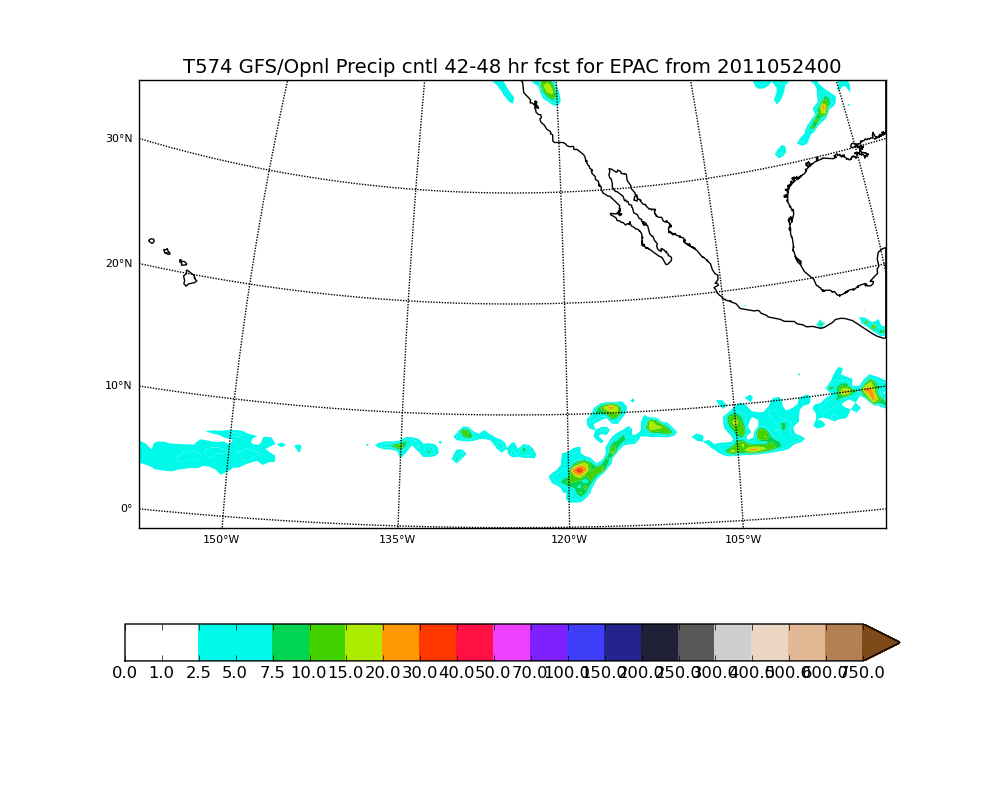 T574 GFS/Opnl Precip cntl 42-48 hr fcst for EPAC from 2011052400
30°N
20°N
10°N
0°
150°W 135°W 120°W 105°W
0.0 1.0 2.5 5.0 7.5 10.0 15.0 20.0 30.0 40.0 50.0 70.0 100.0 150.0 200.0 250.0 300.0 400.0 500.0 600.0 750.0